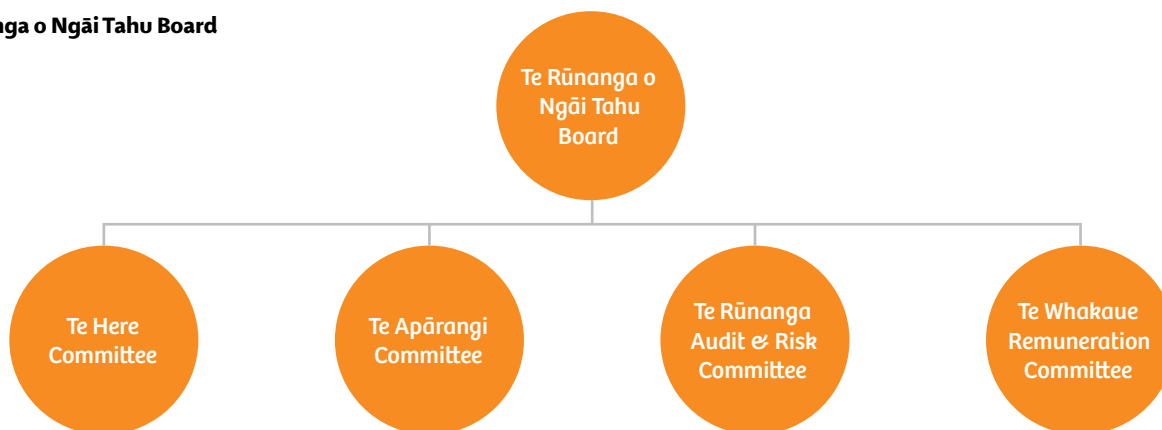 o Ngāi Tahu Board
Te Rūnanga o
Ngāi Tahu
Board
Te Here
Committee
Te Apārangi
Committee
Te Rūnanga
Audit & Risk
Committee
Te Whakaue
Remuneration
Committee